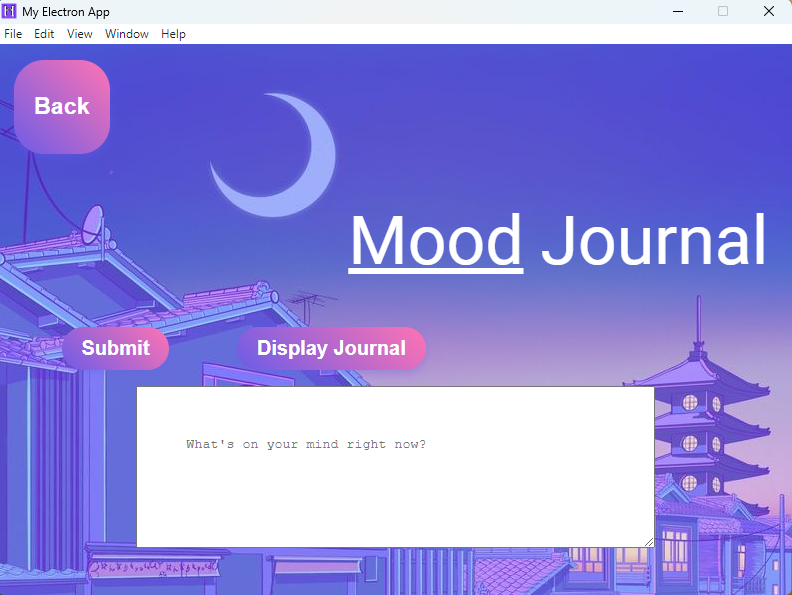 My Electron App
File Edit View Window Help
Back
Mood Journal
Submit Display Journal
What's on your mind right now?